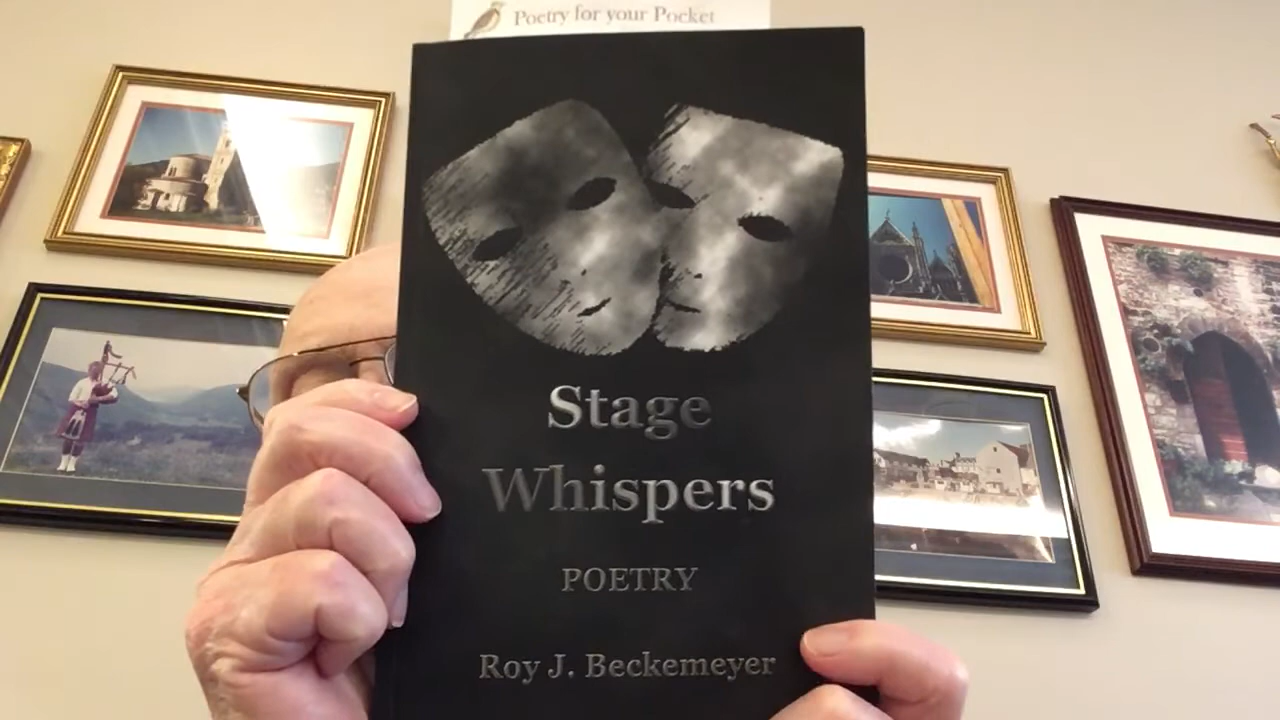 Poetry for your Pocket
Stage
Whispers
POETRY
Roy J. Beckemeyer